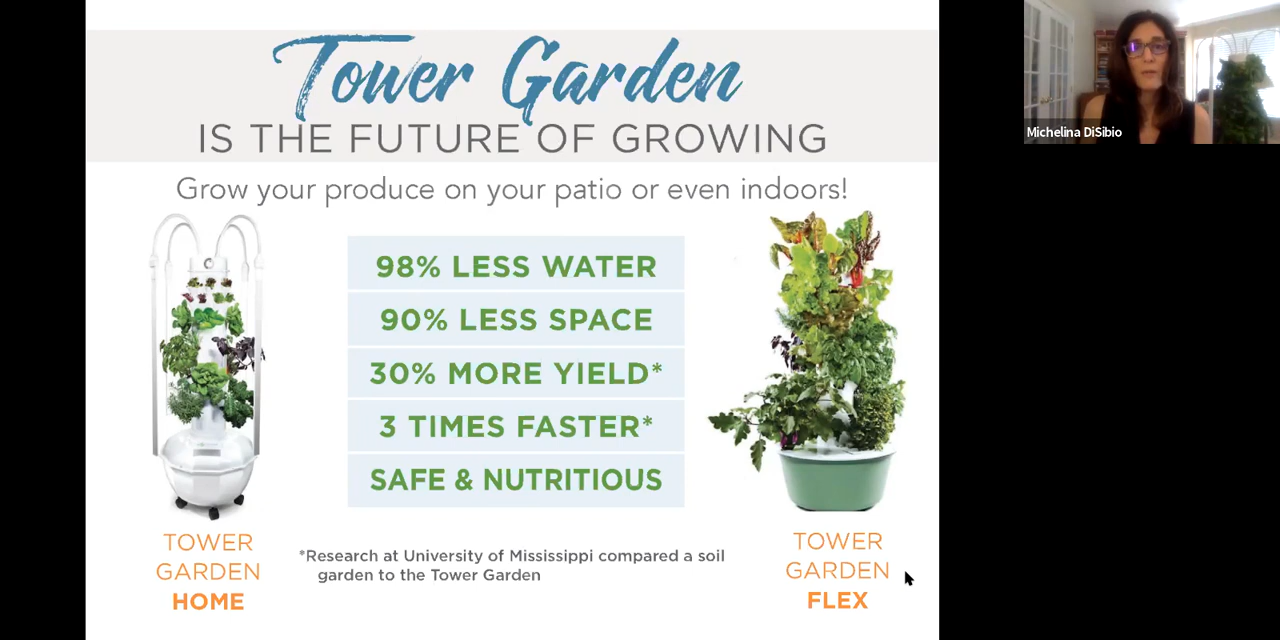 Tower Garden
IS THE FUTURE OF GROWING
Grow your produce on your patio or even indoors!
98% LESS WATER
90% LESS SPACE
30% MORE YIELD*
3 TIMES FASTER*
SAFE & NUTRITIOUS
TOWER
GARDEN
HOME
*Research at University of Mississippi compared a soil
garden to the Tower Garden
TOWER
GARDEN
FLEX
Michelina DiSibio